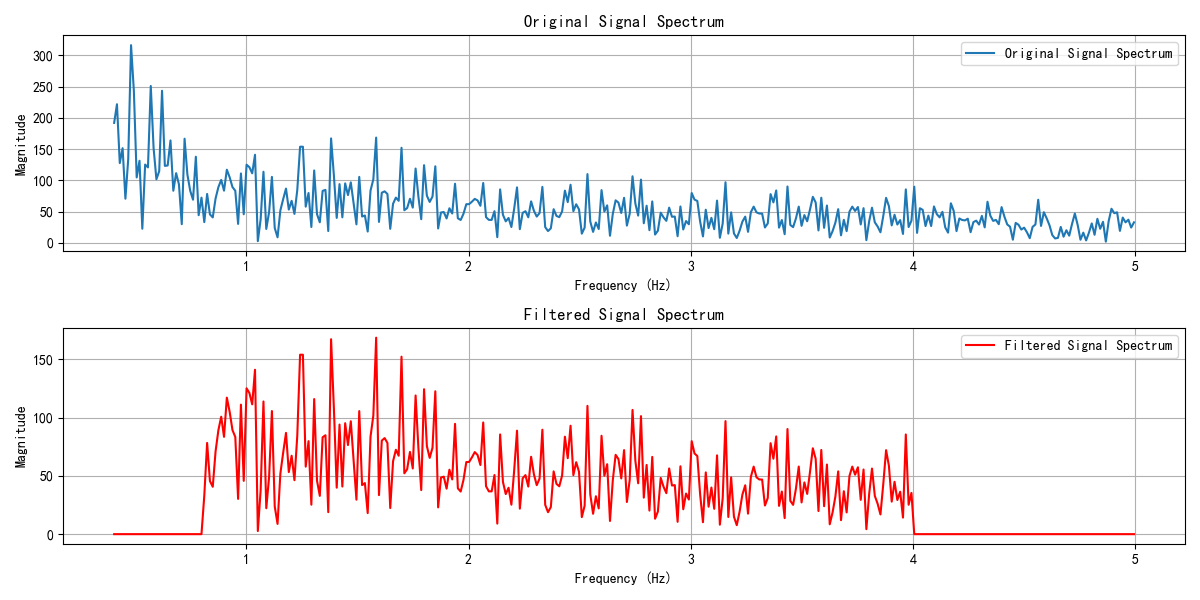 Original Signal Spectrum
Original Signal Spectrum
Magnitude
300
250
200
150
100
50
0
1 2 3 4 5
Frequency (Hz)
Filtered Signal Spectrum
Filtered Signal Spectrum
Magnitude
150
100
50
0
1 2 3 4 5
Frequency (Hz)